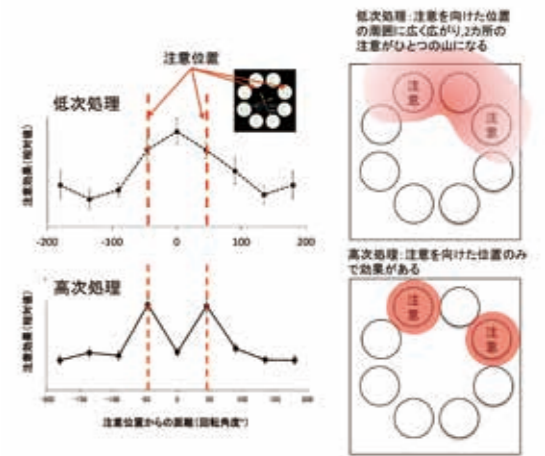 低次処理:注意を向けた位置
の周囲に広く広がり,2カ所の
注意がひとつの山になる
注意位置
低次処理
注意効果(相対値)
-200
-100
0
100
200
注意
注意
高次処理:注意を向けた位置のみ
で効果がある
高次処理
注意効果(相対値)
注意
注意
注意位置からの距離(回転角度°)